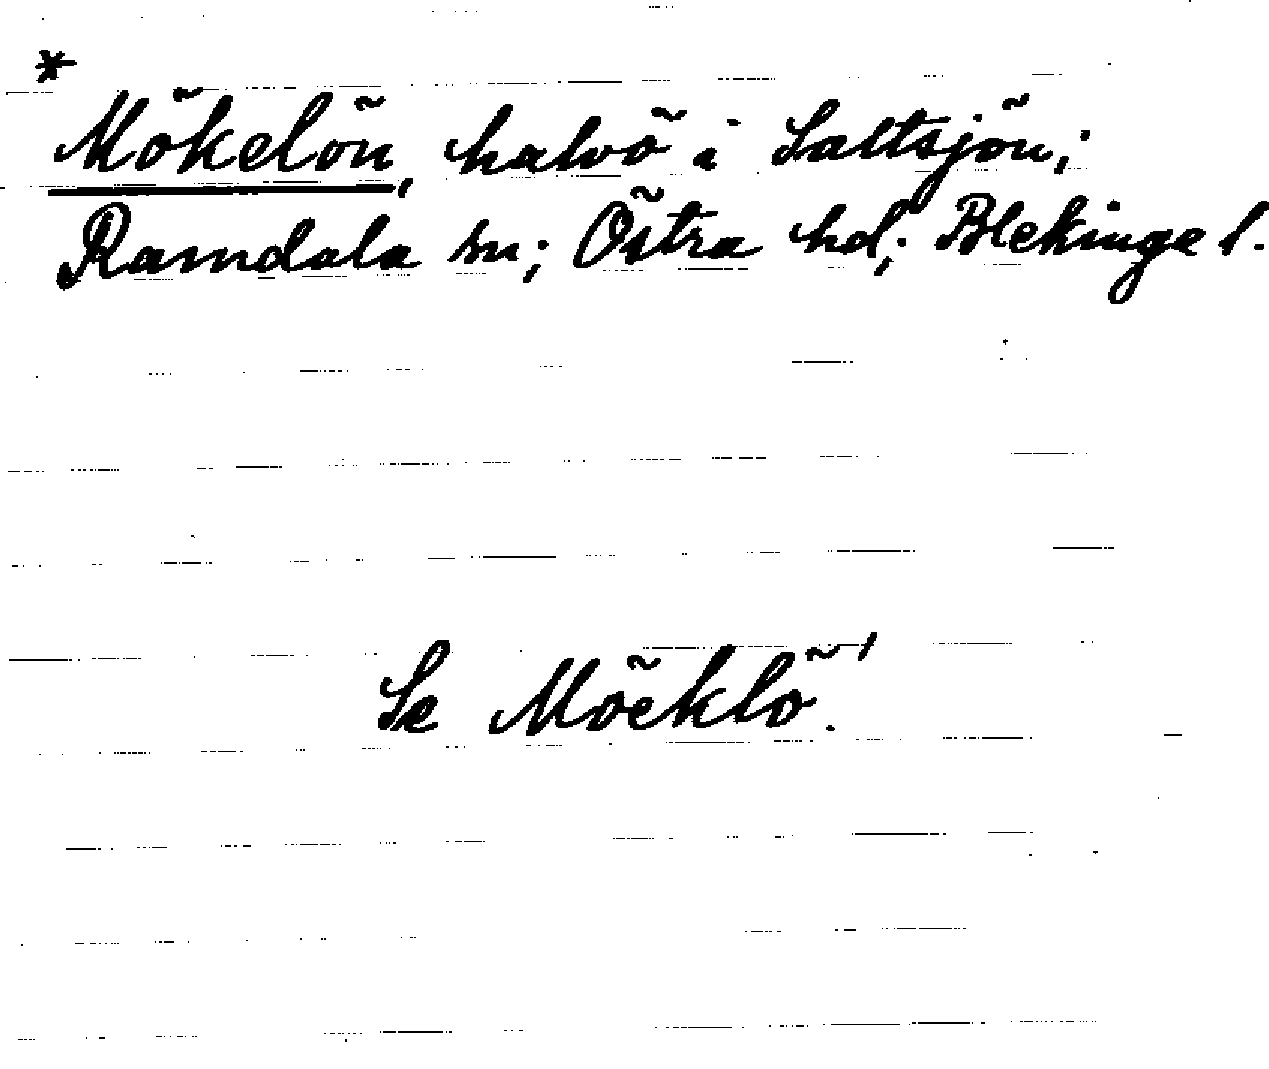 *
Mökelön, halvö i Saltsjön;
Ramdala sn; Östra hd; Blekinge l.
Se Möcklö.